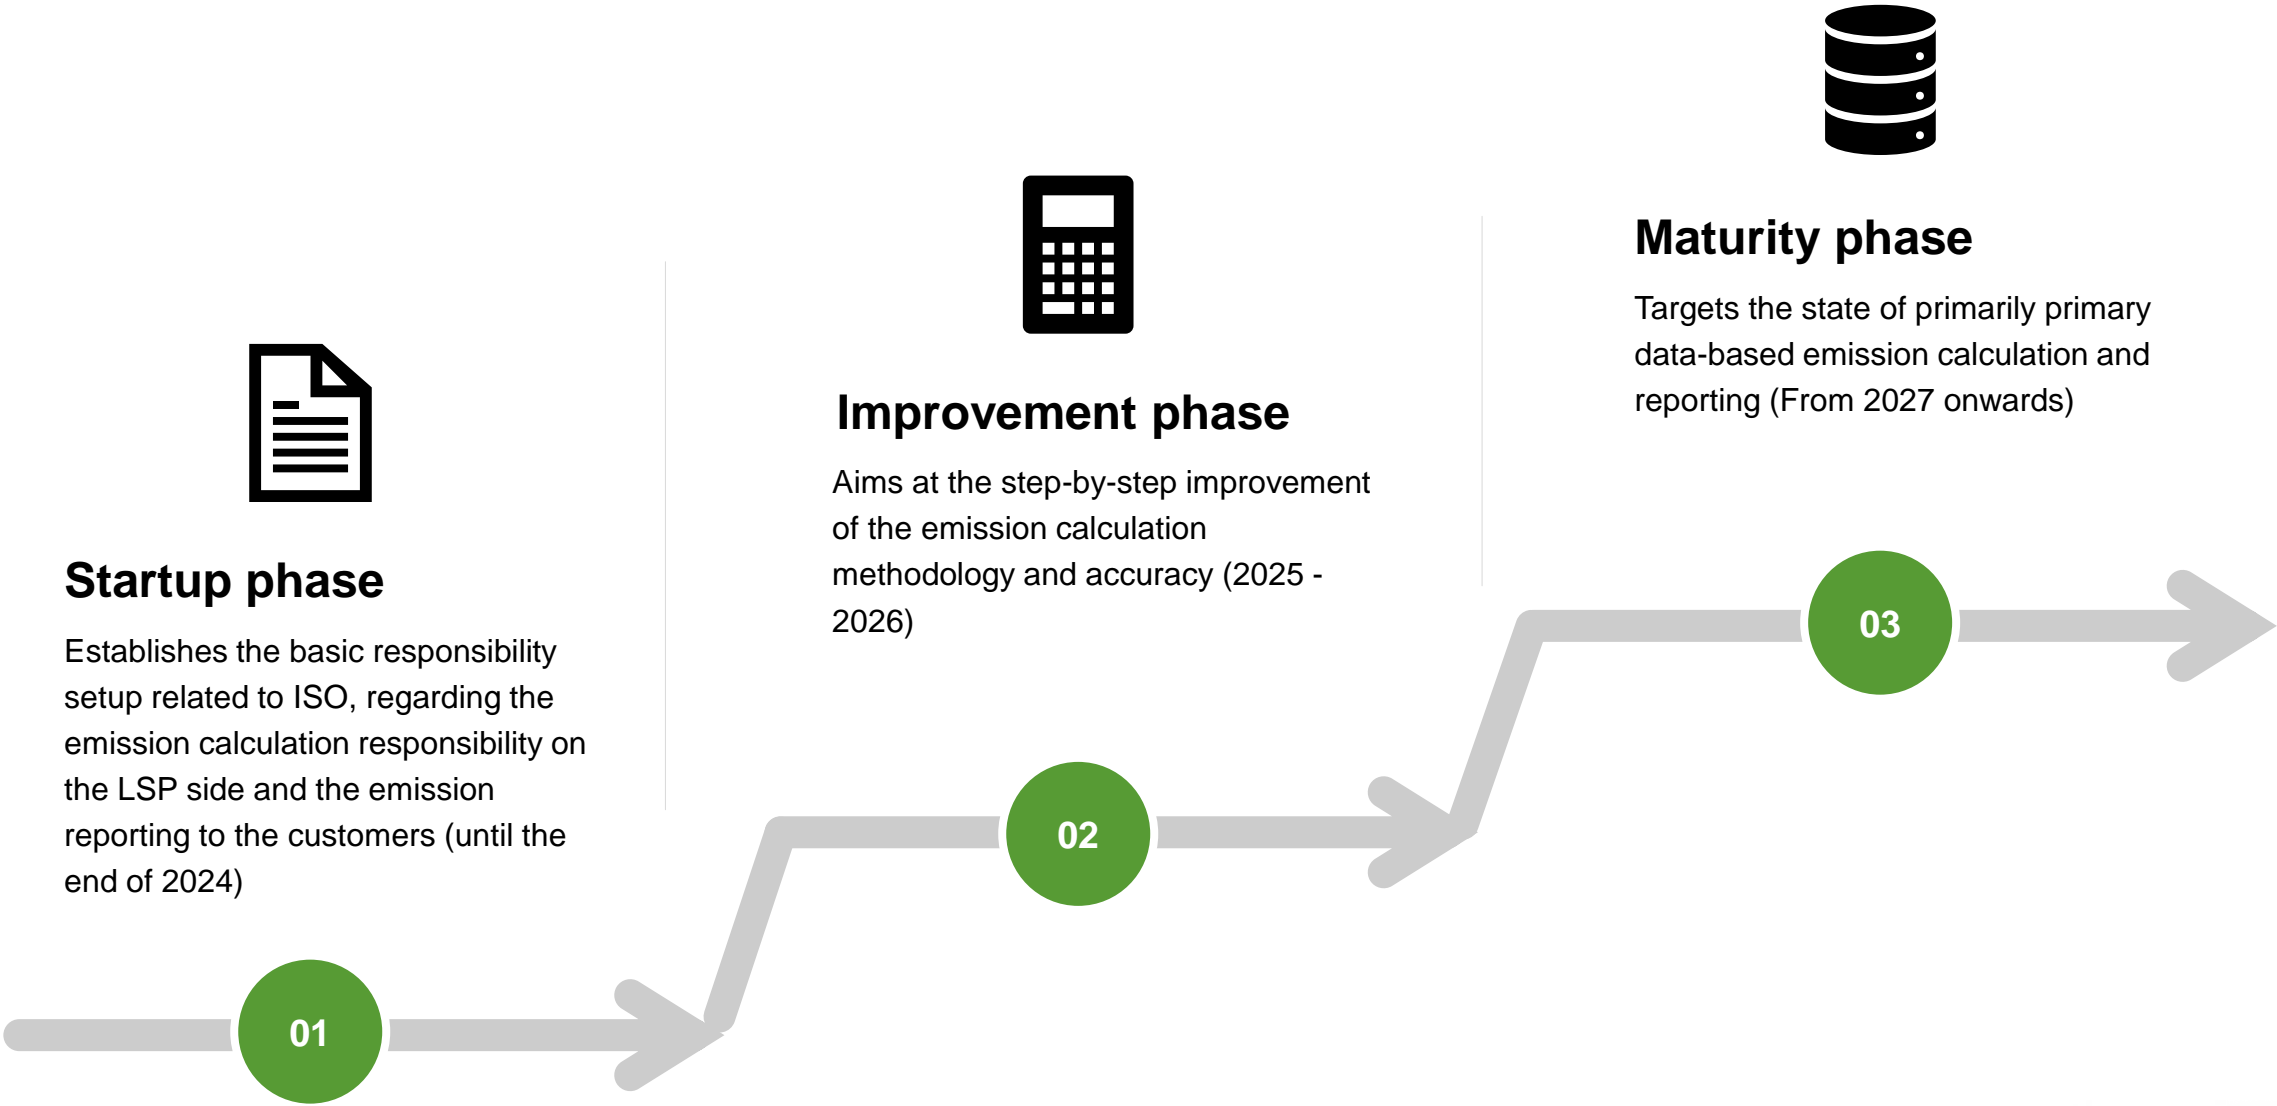 Startup phase
Establishes the basic responsibility
setup related to ISO, regarding the
emission calculation responsibility on
the LSP side and the emission
reporting to the customers (until the
end of 2024)
01
Improvement phase
Aims at the step-by-step improvement
of the emission calculation
methodology and accuracy (2025 -
2026)
02
Maturity phase
Targets the state of primarily primary
data-based emission calculation and
reporting (From 2027 onwards)
03